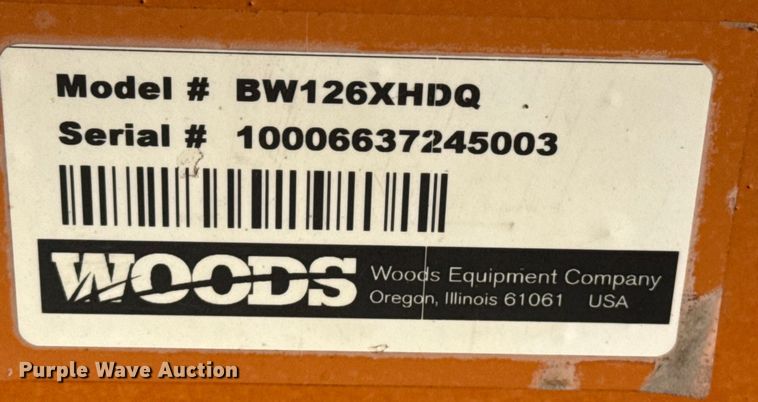 Model # BW126XHDQ
Serial # 10006637245003
WOODS
Woods Equipment Company
Oregon, Illinois 61061 USA
Purple Wave Auction